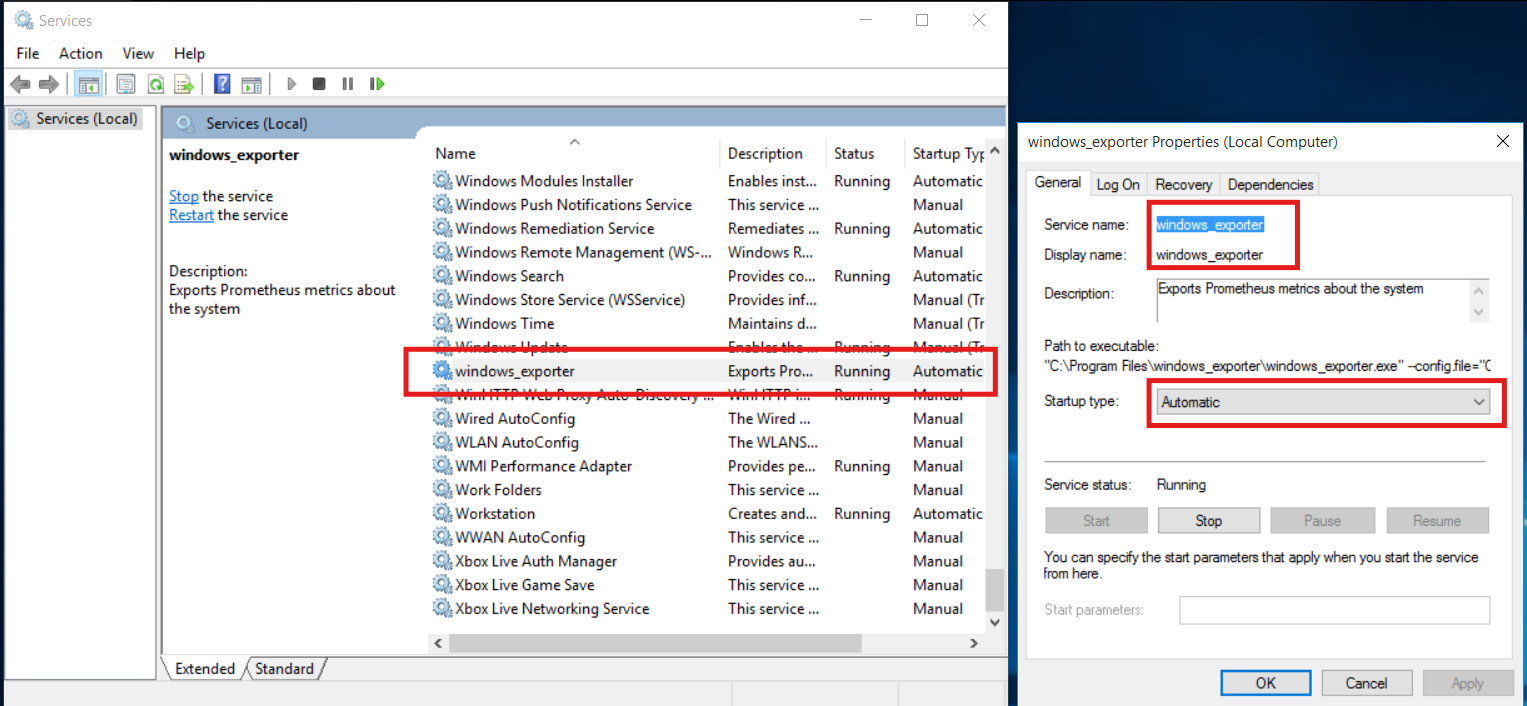 Services
File Action View Help
Services (Local)
Services (Local)
windows_exporter
Stop the service
Restart the service
Description:
Exports Prometheus metrics about
the system
Name Description Status Startup Typ
Windows Modules Installer Enables inst... Running Automatic
Windows Push Notifications Service This service ... Manual
Windows Remediation Service Remediates ... Running Automatic
Windows Remote Management (WS-... Windows R... Manual
Windows Search Provides co... Running Automatic
Windows Store Service (WSService) Provides inf... Manual (Tr
Windows Time Maintains d... Manual (Tr
Windows Update Enables the ... Running Manual (Tr
windows_exporter Exports Pro... Running Automatic
WinHTTP Web Proxy Auto-Discovery ... WinHTTP i... Running Manual
Wired AutoConfig The Wired ... Manual
WLAN AutoConfig The WLANS... Manual
WMI Performance Adapter Provides pe... Running Manual
Work Folders This service ... Manual
Workstation Creates and... Running Automatic
WWAN AutoConfig This service ... Manual
Xbox Live Auth Manager Provides au... Manual
Xbox Live Game Save This service ... Manual
Xbox Live Networking Service This service ... Manual
Extended Standard
windows_exporter Properties (Local Computer)
General Log On Recovery Dependencies
Service name: windows_exporter
Display name: windows_exporter
Description: Exports Prometheus metrics about the system
Path to executable:
"C:\Program Files\windows_exporter\windows_exporter.exe" --config.file="C
Startup type: Automatic
Service status: Running
Start Stop Pause Resume
You can specify the start parameters that apply when you start the service
from here.
Start parameters:
OK Cancel Apply